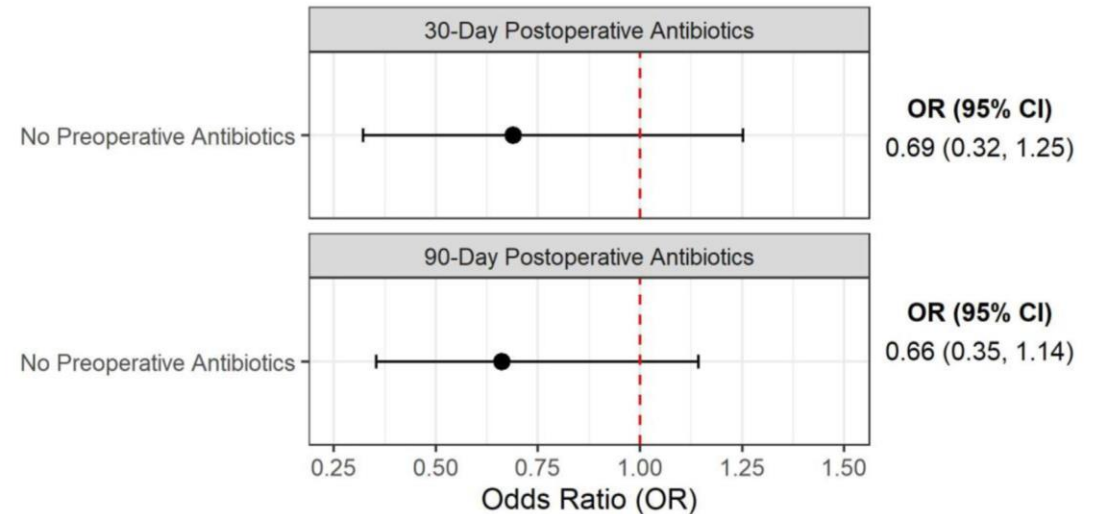 30-Day Postoperative Antibiotics
No Preoperative Antibiotics
OR (95% CI)
0.69 (0.32, 1.25)
90-Day Postoperative Antibiotics
No Preoperative Antibiotics
OR (95% CI)
0.66 (0.35, 1.14)
0.25 0.50 0.75 1.00 1.25 1.50
Odds Ratio (OR)